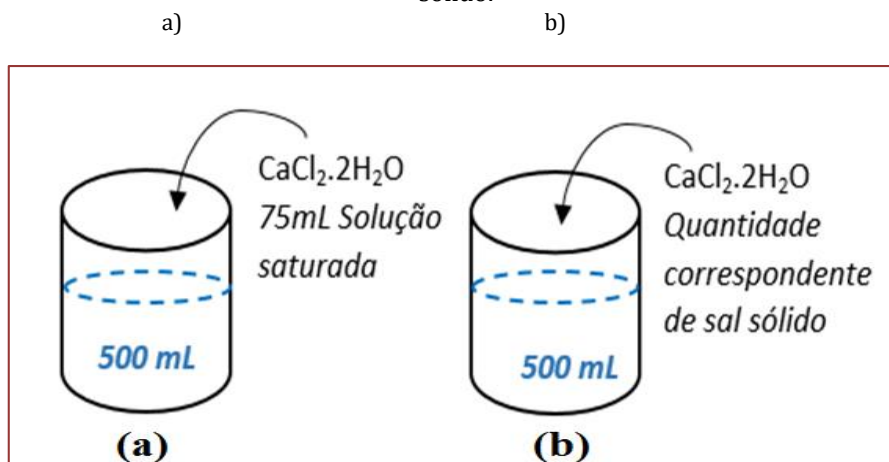 a) b)
CaCl₂.2H₂O
75mL Solução
saturada
500 mL
(a)
CaCl₂.2H₂O
Quantidade
correspondente
de sal sólido
500 mL
(b)